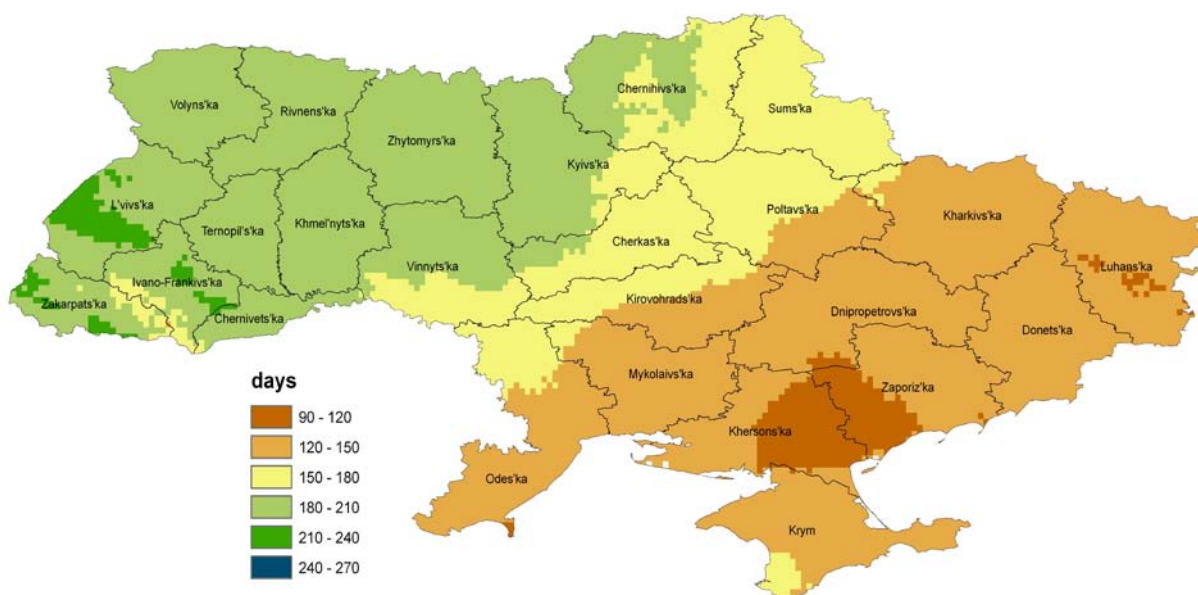 Volyns'ka
Rivnens'ka
Zhytomyrs'ka
Chernihivs'ka
Sums'ka
Kyivs'ka
L'vivs'ka
Ternopil's'ka
Khmel'nyts'ka
Poltavs'ka
Kharkivs'ka
Cherkas'ka
Vinnyts'ka
Luhans'ka
Ivano-Frankivs'ka
Zakarpats'ka
Chernivets'ka
Kirovohrads'ka
Dnipropetrovs'ka
Donets'ka
Mykolaivs'ka
Zaporiz'ka
Khersons'ka
Odes'ka
Krym
days
90 - 120
120 - 150
150 - 180
180 - 210
210 - 240
240 - 270